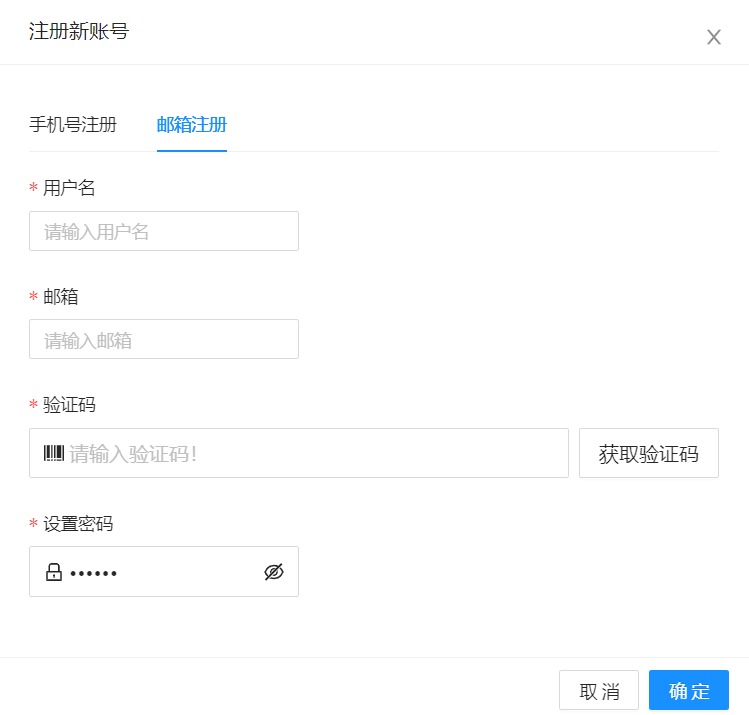 注册新账号
手机号注册 邮箱注册
* 用户名
请输入用户名
* 邮箱
请输入邮箱
* 验证码
请输入验证码! 获取验证码
* 设置密码
••••••
取消 确定